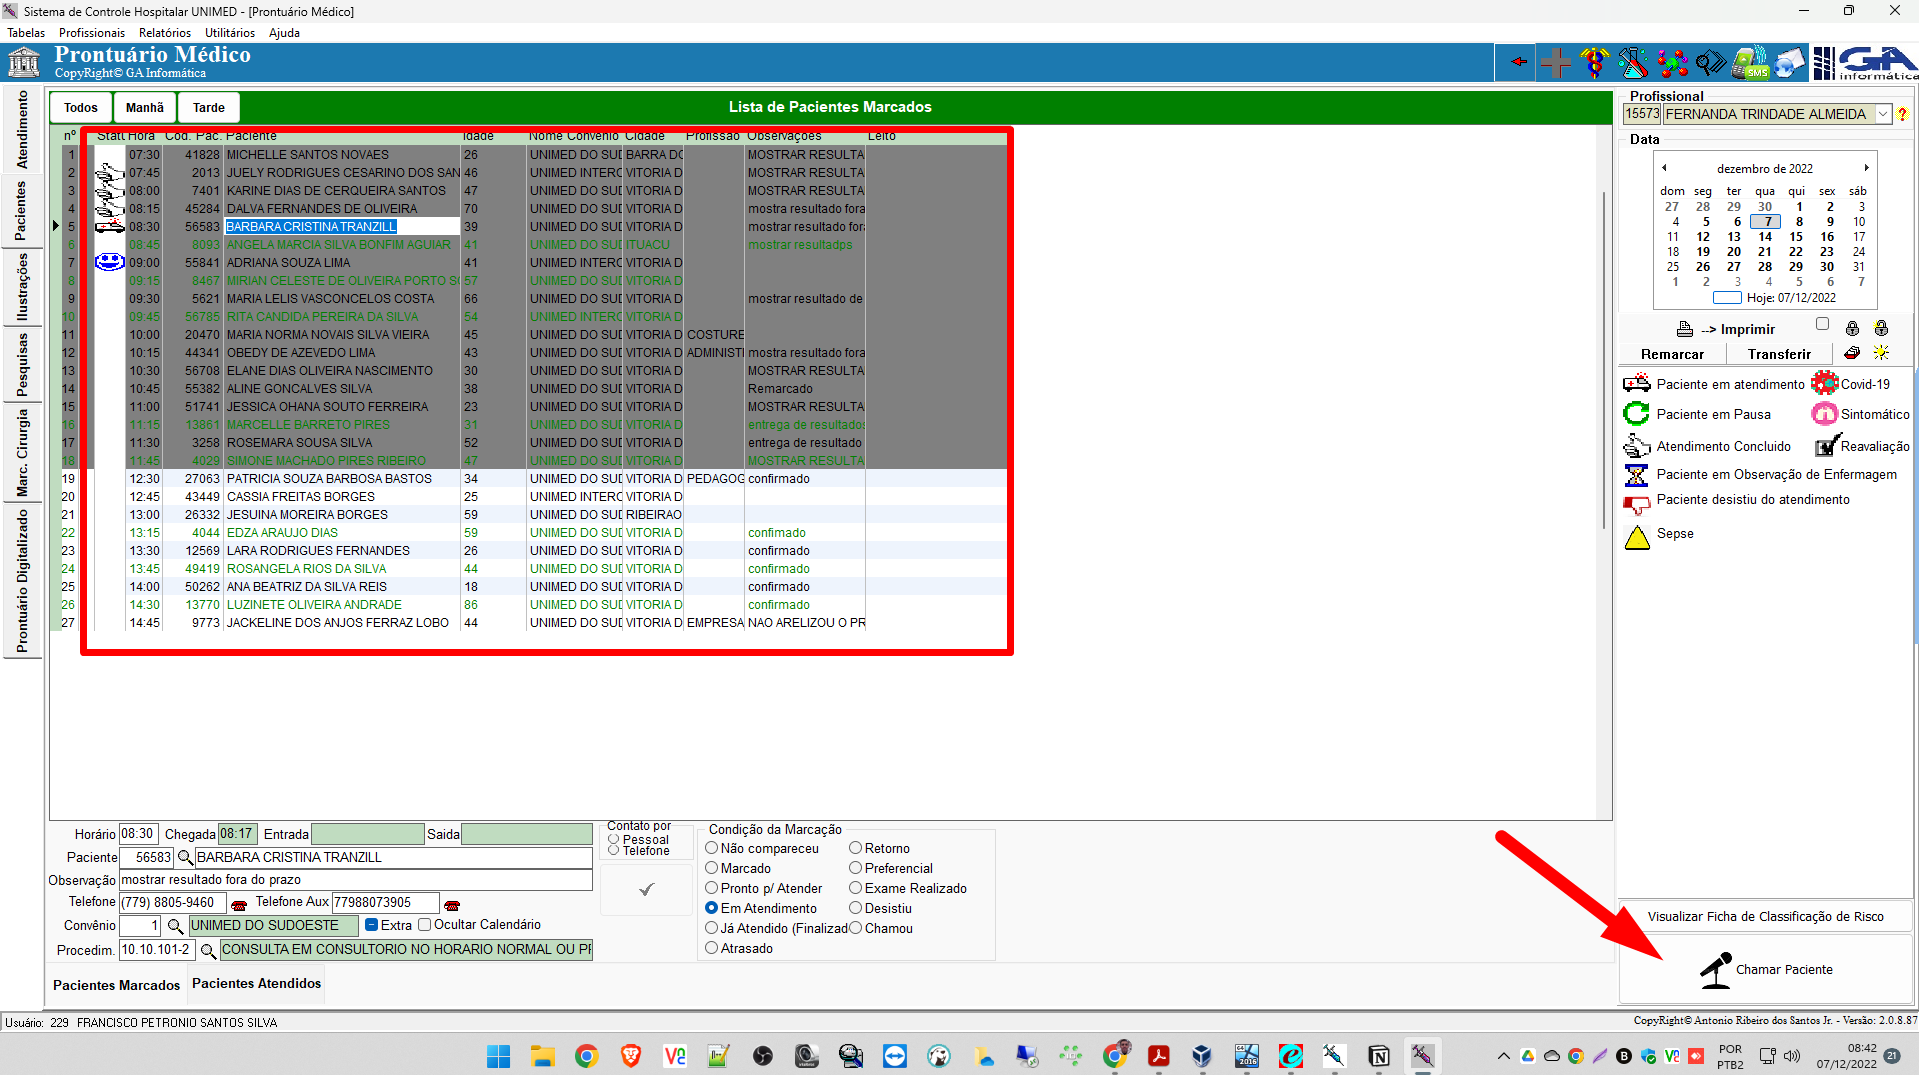 Sistema de Controle Hospitalar UNIMED - [Prontuário Médico]
Tabelas Profissionais Relatórios Utilitários Ajuda
Prontuário Médico
CopyRight© GA Informática
SMS
GA informática
Atendimento
Pacientes
Ilustrações
Pesquisas
Marc. Cirurgia
Prontuário Digitalizado
Todos Manhã Tarde Lista de Pacientes Marcados
nº Statu Hora Cod. Pac. Paciente Idade Nome Convenio Cidade Profissão Observações Leito
1 07:30 41828 MICHELLE SANTOS NOVAES 26 UNIMED DO SUD BARRA DO MOSTRAR RESULTA
2 07:45 2013 JUELY RODRIGUES CESARINO DOS SAN 46 UNIMED INTERC VITORIA D MOSTRAR RESULTA
3 08:00 7401 KARINE DIAS DE CERQUEIRA SANTOS 47 UNIMED DO SUD VITORIA D MOSTRAR RESULTA
4 08:15 45284 DALVA FERNANDES DE OLIVEIRA 70 UNIMED DO SUD VITORIA D mostra resultado fora
5 08:30 56583 BARBARA CRISTINA TRANZILL 39 UNIMED DO SUD VITORIA D mostrar resultado fora
6 08:45 8093 ANGELA MARCIA SILVA BONFIM AGUIAR 41 UNIMED DO SUD ITUACU mostrar resultadps
7 09:00 55841 ADRIANA SOUZA LIMA 41 UNIMED INTERC VITORIA D
8 09:15 8467 MIRIAN CELESTE DE OLIVEIRA PORTO SO 57 UNIMED DO SUD VITORIA D
9 09:30 5621 MARIA LELIS VASCONCELOS COSTA 66 UNIMED DO SUD VITORIA D mostrar resultado de
10 09:45 56785 RITA CANDIDA PEREIRA DA SILVA 54 UNIMED INTERC VITORIA D
11 10:00 20470 MARIA NORMA NOVAIS SILVA VIEIRA 45 UNIMED DO SUD VITORIA D COSTURE
12 10:15 44341 OBEDY DE AZEVEDO LIMA 43 UNIMED DO SUD VITORIA D ADMINISTI mostra resultado fora
13 10:30 56708 ELANE DIAS OLIVEIRA NASCIMENTO 30 UNIMED DO SUD VITORIA D MOSTRAR RESULTA
14 10:45 55382 ALINE GONCALVES SILVA 38 UNIMED DO SUD VITORIA D Remarcado
15 11:00 51741 JESSICA OHANA SOUTO FERREIRA 23 UNIMED DO SUD VITORIA D MOSTRAR RESULTA
16 11:15 13861 MARCELLE BARRETO PIRES 31 UNIMED DO SUD VITORIA D entrega de resultados
17 11:30 3258 ROSEMARA SOUSA SILVA 52 UNIMED DO SUD VITORIA D entrega de resultado
18 11:45 4029 SIMONE MACHADO PIRES RIBEIRO 47 UNIMED DO SUD VITORIA D MOSTRAR RESULTA
19 12:30 27063 PATRICIA SOUZA BARBOSA BASTOS 34 UNIMED DO SUD VITORIA D PEDAGOG confirmado
20 12:45 43449 CASSIA FREITAS BORGES 25 UNIMED INTERC VITORIA D
21 13:00 26332 JESUINA MOREIRA BORGES 59 UNIMED DO SUD RIBEIRAO
22 13:15 4044 EDZA ARAUJO DIAS 59 UNIMED DO SUD VITORIA D confimado
23 13:30 12569 LARA RODRIGUES FERNANDES 26 UNIMED DO SUD VITORIA D confirmado
24 13:45 49419 ROSANGELA RIOS DA SILVA 44 UNIMED DO SUD VITORIA D confirmado
25 14:00 50262 ANA BEATRIZ DA SILVA REIS 18 UNIMED DO SUD VITORIA D confirmado
26 14:30 13770 LUZINETE OLIVEIRA ANDRADE 86 UNIMED DO SUD VITORIA D confirmado
27 14:45 9773 JACKELINE DOS ANJOS FERRAZ LOBO 44 UNIMED DO SUD VITORIA D EMPRESA NAO ARELIZOU O PR
Profissional
15573 FERNANDA TRINDADE ALMEIDA ?
Data
dezembro de 2022
dom seg ter qua qui sex sáb
27 28 29 30 1 2 3
4 5 6 7 8 9 10
11 12 13 14 15 16 17
18 19 20 21 22 23 24
25 26 27 28 29 30 31
1 2 3 4 5 6 7
Hoje: 07/12/2022
--> Imprimir
Remarcar Transferir
Paciente em atendimento Covid-19
Paciente em Pausa Sintomático
Atendimento Concluido Reavaliação
Paciente em Observação de Enfermagem
Paciente desistiu do atendimento
Sepse
Visualizar Ficha de Classificação de Risco
Chamar Paciente
Horário 08:30 Chegada 08:17 Entrada Saida
Paciente 56583 BARBARA CRISTINA TRANZILL
Observação mostrar resultado fora do prazo
Telefone (779) 8805-9460 Telefone Aux 77988073905
Convênio 1 UNIMED DO SUDOESTE Extra Ocultar Calendário
Procedim. 10.10.101-2 CONSULTA EM CONSULTORIO NO HORARIO NORMAL OU PR
Contato por
Pessoal
Telefone
Condição da Marcação
Não compareceu Retorno
Marcado Preferencial
Pronto p/ Atender Exame Realizado
Em Atendimento Desistiu
Já Atendido (Finalizad Chamou
Atrasado
Pacientes Marcados Pacientes Atendidos
Usuário: 229 FRANCISCO PETRONIO SANTOS SILVA
CopyRight© Antonio Ribeiro dos Santos Jr. - Versão: 2.0.8.87
POR
PTB2
08:42
07/12/2022
21